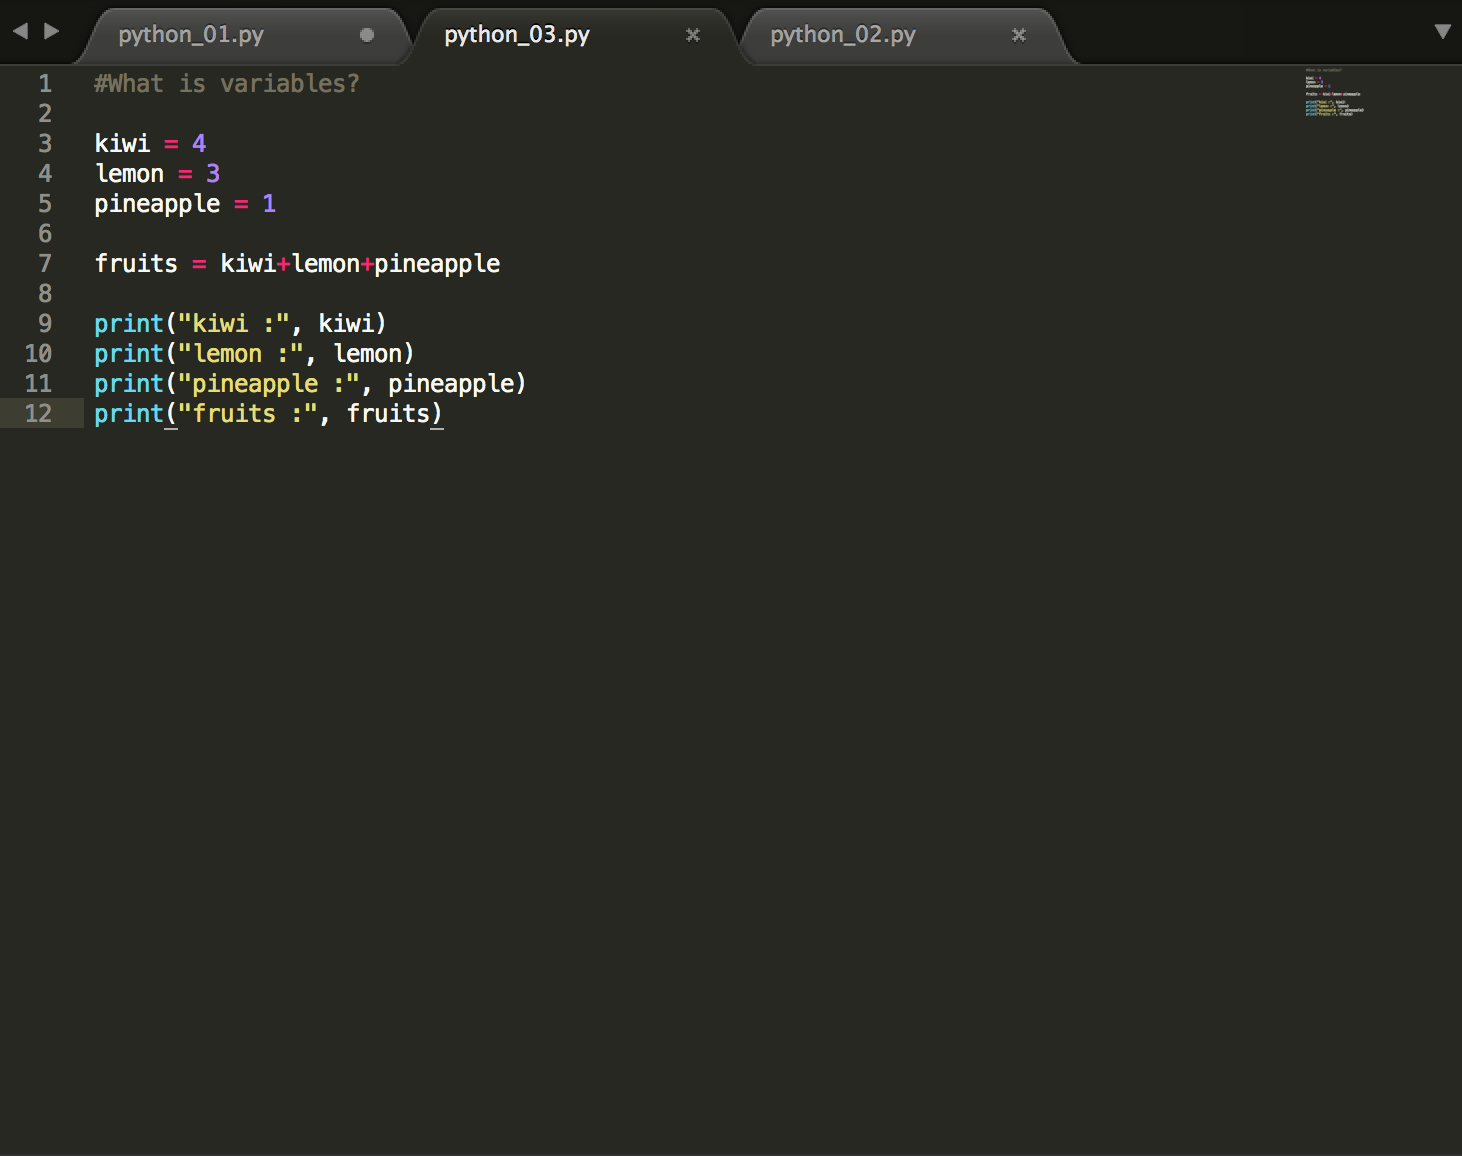 python_01.py python_03.py python_02.py
1 #What is variables?
2
3 kiwi = 4
4 lemon = 3
5 pineapple = 1
6
7 fruits = kiwi+lemon+pineapple
8
9 print("kiwi :", kiwi)
10 print("lemon :", lemon)
11 print("pineapple :", pineapple)
12 print("fruits :", fruits)